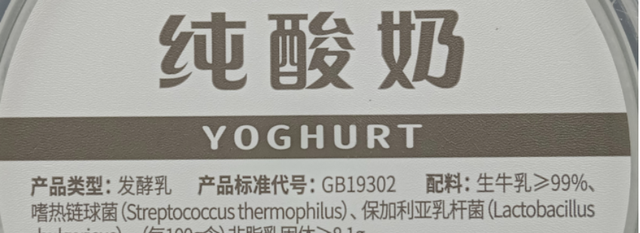 纯酸奶
YOGHURT
产品类型：发酵乳 产品标准代号：GB19302 配料：生牛乳≥99%、
嗜热链球菌(Streptococcus thermophilus)、保加利亚乳杆菌(Lactobacillus